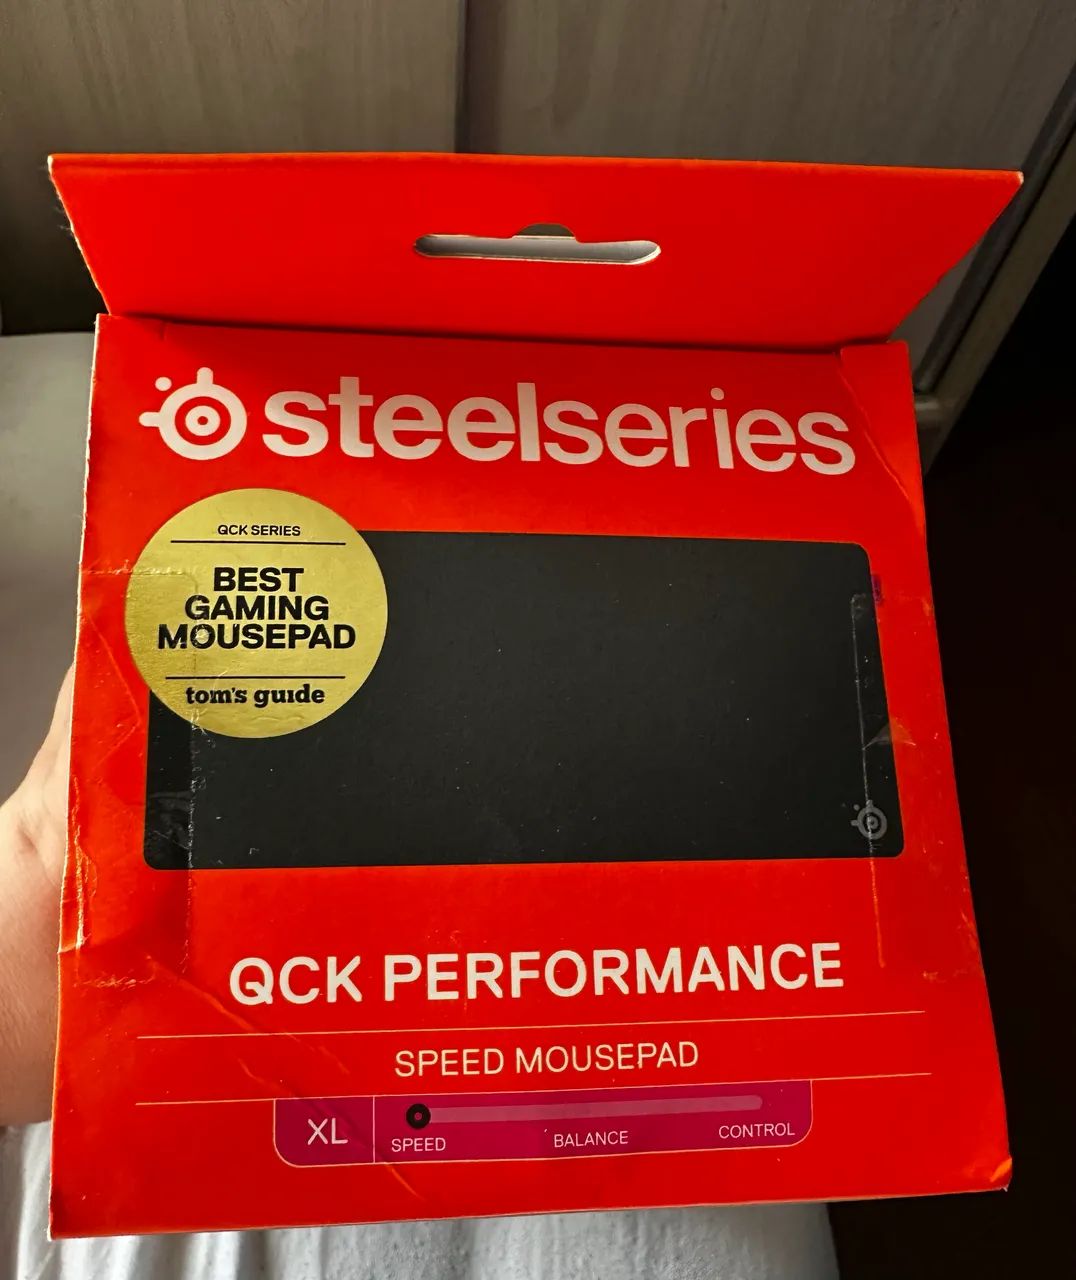 steelseries
QCK SERIES
BEST
GAMING
MOUSEPAD
tom's guide
QCK PERFORMANCE
SPEED MOUSEPAD
XL
SPEED
BALANCE
CONTROL